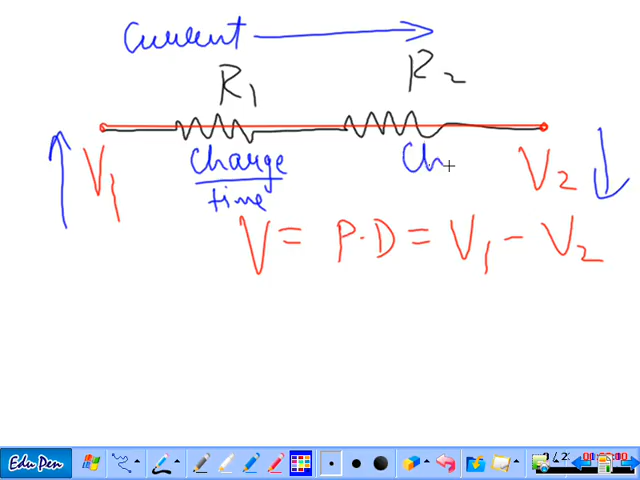 Current
R1 R2
V1 Charge Ch V2
time
V = P.D = V1 - V2
Edu Pen